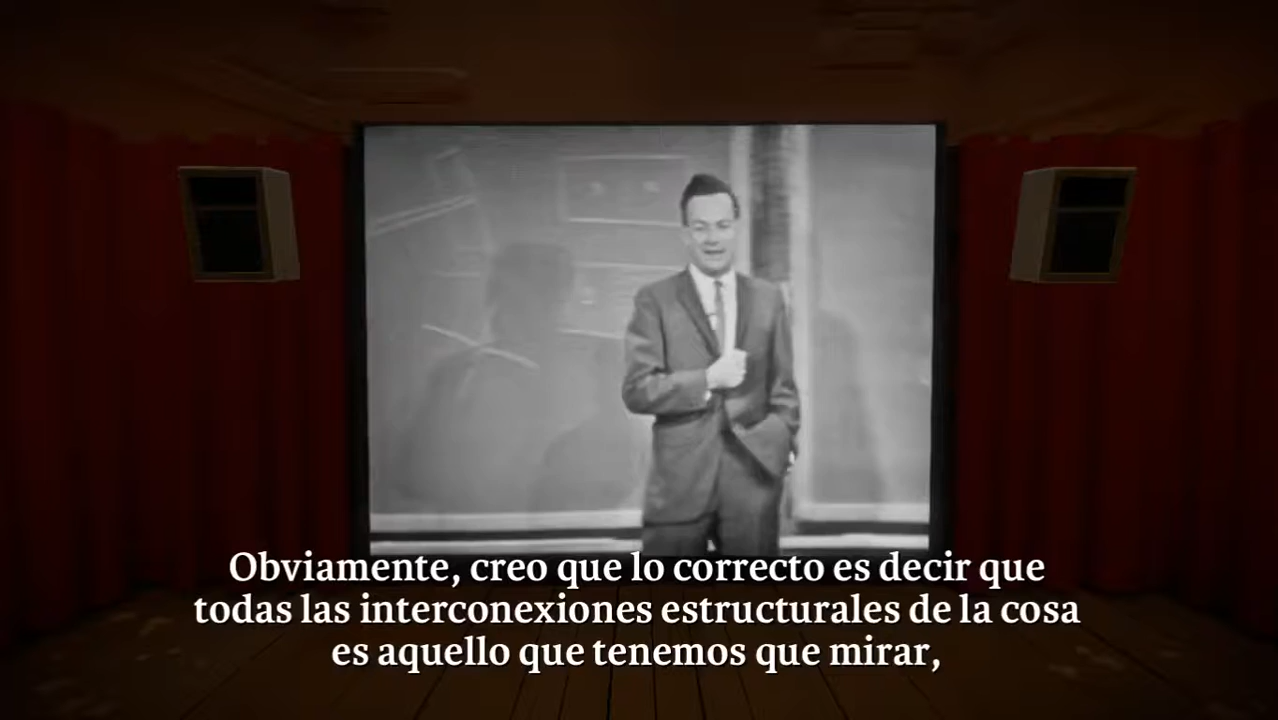 Obviamente, creo que lo correcto es decir que
todas las interconexiones estructurales de la cosa
es aquello que tenemos que mirar,